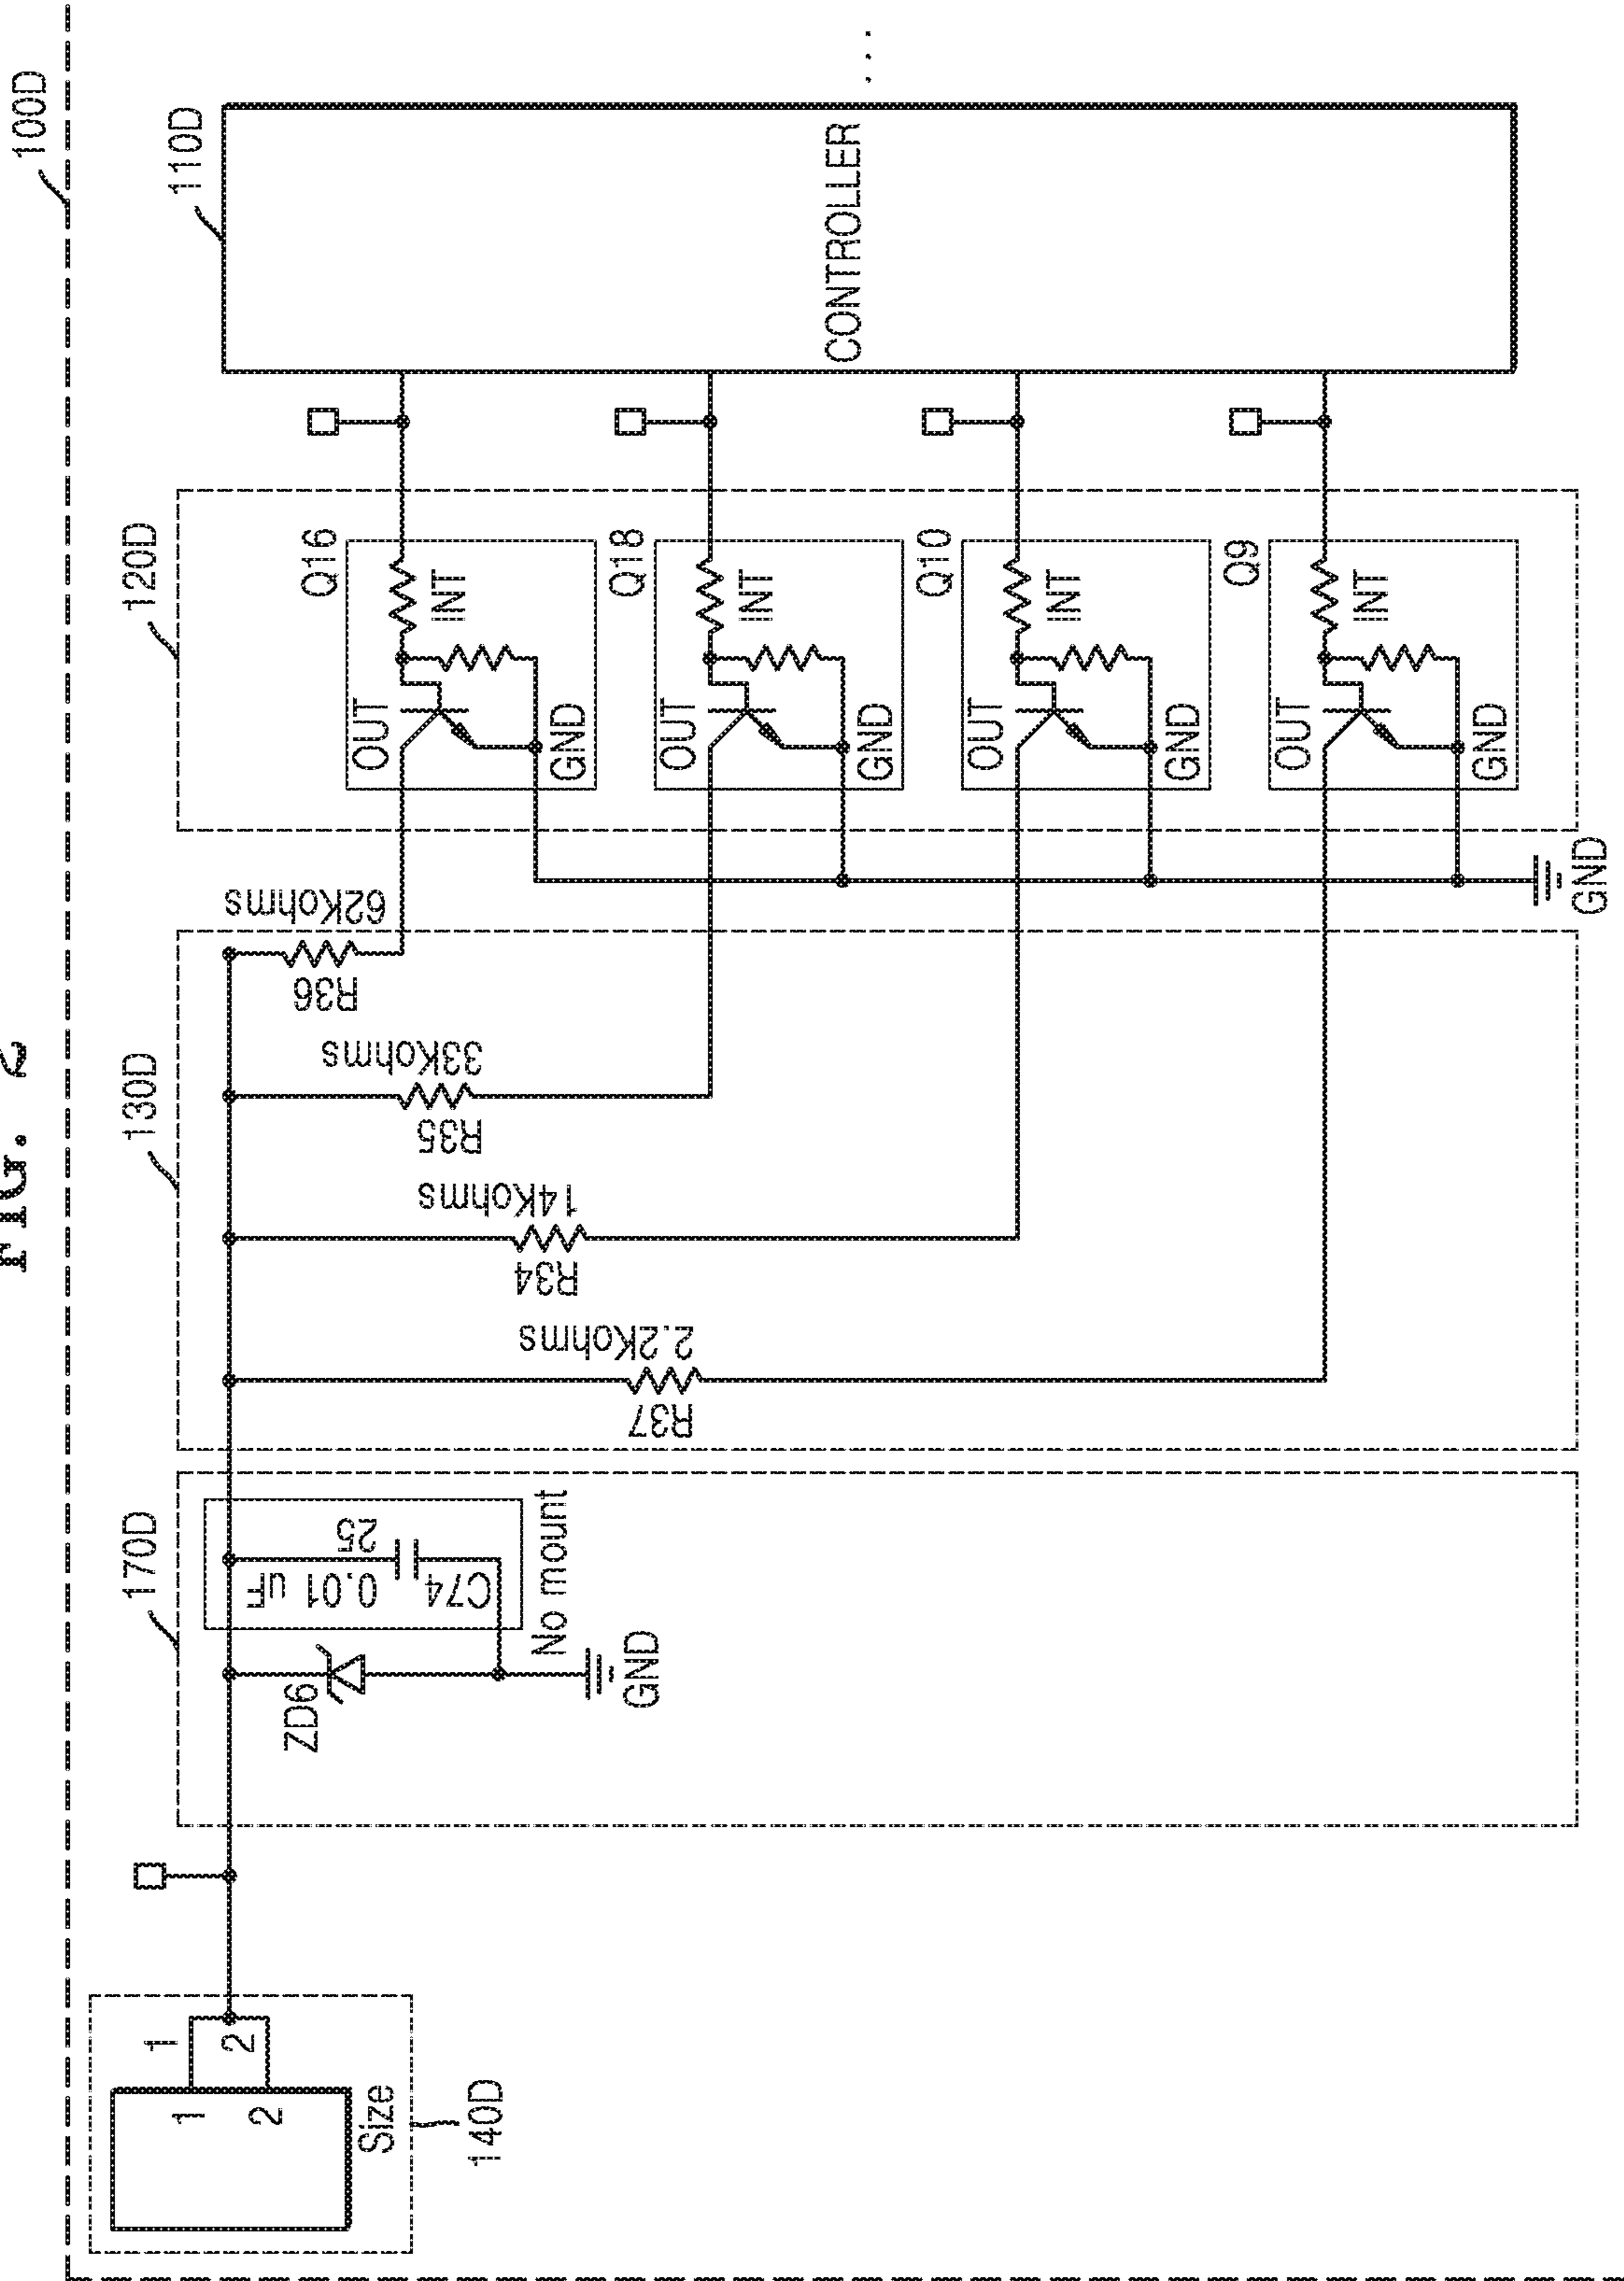 FIG. 2
100D
110D
CONTROLLER
. . .
120D
Q16
OUT
INT
GND
Q18
OUT
INT
GND
Q10
OUT
INT
GND
Q9
OUT
INT
GND
GND
130D
62Kohms
R36
33Kohms
R35
14Kohms
R34
2.2Kohms
R37
170D
25
0.01 uF
C74
No mount
ZD6
GND
1
2
1
2
Size
140D